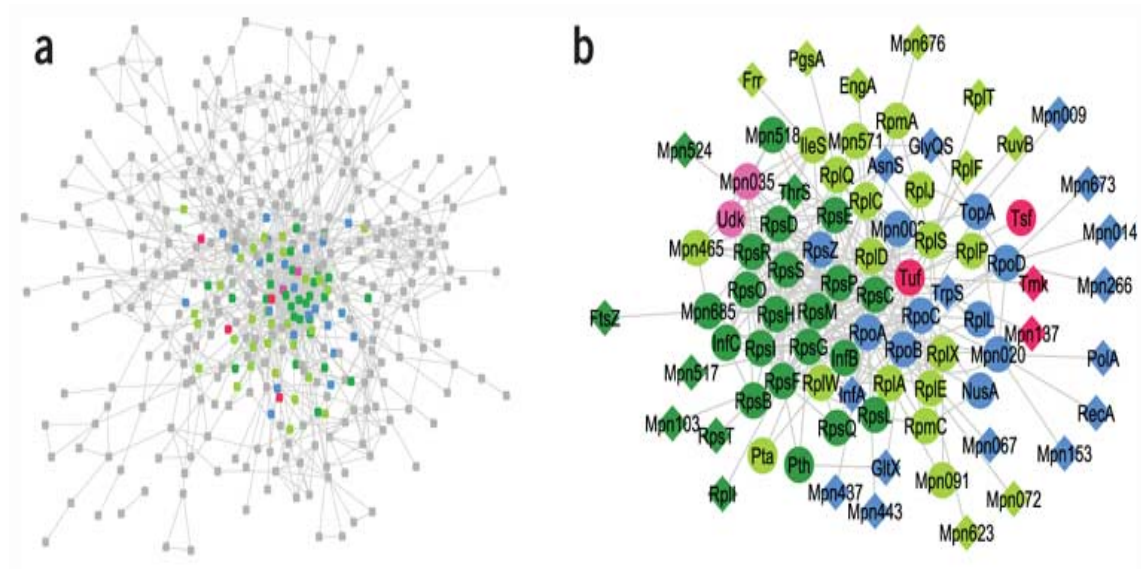 a
b
Mpn676
PgsA
Frr
EngA
RplT
Mpn009
RpmA
Mpn518
IleS
Mpn571
GlyQS
RuvB
Mpn524
AsnS
RplF
Mpn035
ThrS
RplQ
RplJ
Mpn673
RplC
Udk
RpsD
RpsE
TopA
Tsf
Mpn014
Mpn465
RpsR
RpsZ
RplD
RplS
RplP
RpoD
RpsS
Tuf
Tmk
Mpn266
RpsO
RpsP
RpsC
TrpS
FtsZ
Mpn685
RpsH
RpsM
RpoC
RplL
Mpn137
InfC
RpsI
RpsG
RpoA
InfB
RpoB
RplX
Mpn020
PolA
Mpn517
RpsF
RplW
InfA
RplA
RplE
NusA
RpsB
RpsL
RecA
Mpn103
RpsT
RpsQ
RpmC
Mpn067
Mpn153
Pta
Pth
GltX
Mpn091
Mpn437
Mpn443
Mpn072
Mpn623